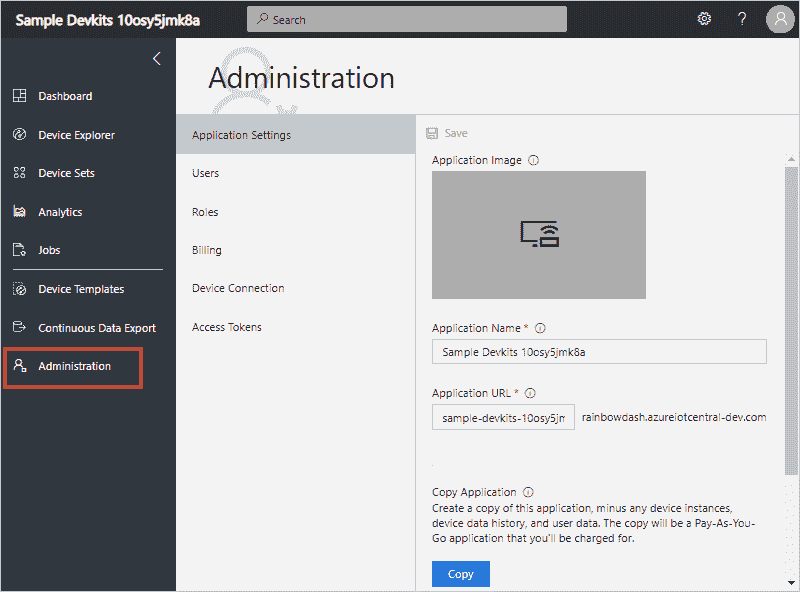 Sample Devkits 10osy5jmk8a
Search
?
Dashboard
Device Explorer
Device Sets
Analytics
Jobs
Device Templates
Continuous Data Export
Administration
Administration
Application Settings
Users
Roles
Billing
Device Connection
Access Tokens
Save
Application Image
Application Name *
Sample Devkits 10osy5jmk8a
Application URL *
sample-devkits-10osy5jm rainbowdash.azureiotcentral-dev.com
Copy Application
Create a copy of this application, minus any device instances,
device data history, and user data. The copy will be a Pay-As-You-
Go application that you'll be charged for.
Copy